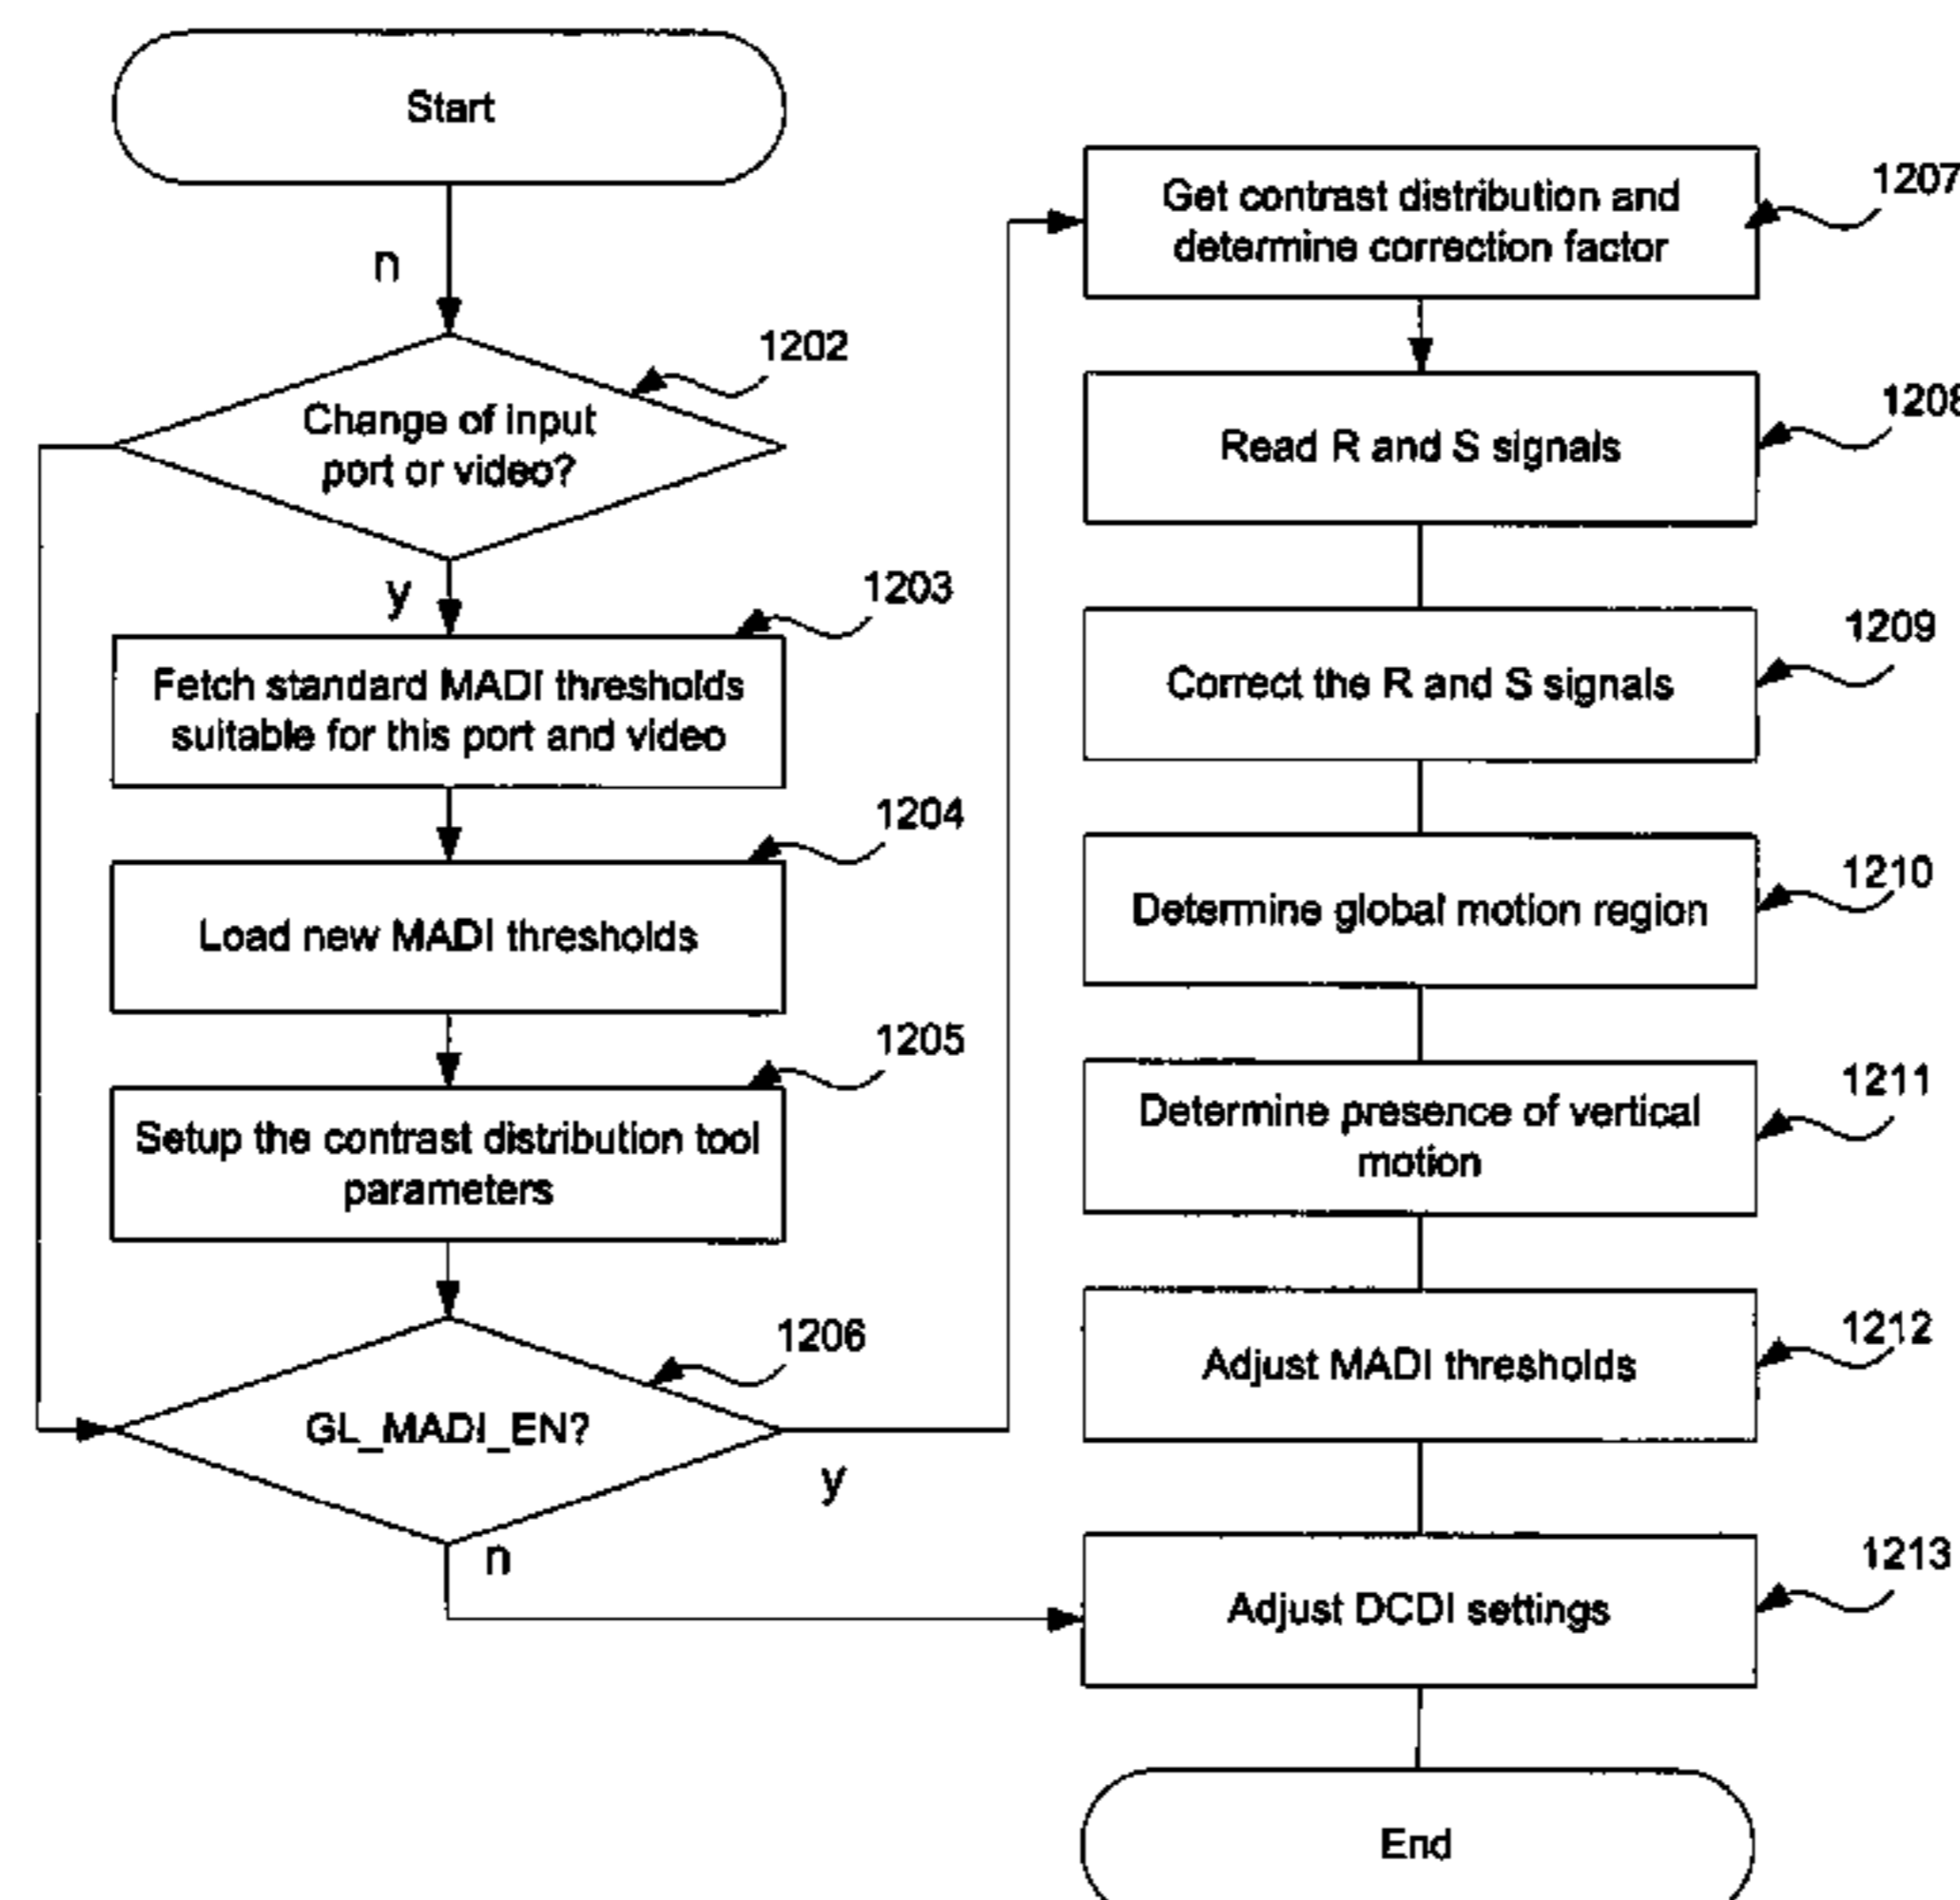 Start
n
1202
Change of input
port or video?
y
1203
Fetch standard MADI thresholds
suitable for this port and video
1204
Load new MADI thresholds
1205
Setup the contrast distribution tool
parameters
1206
GL_MADI_EN?
y
n
1207
Get contrast distribution and
determine correction factor
1208
Read R and S signals
1209
Correct the R and S signals
1210
Determine global motion region
1211
Determine presence of vertical
motion
1212
Adjust MADI thresholds
1213
Adjust DCDI settings
End